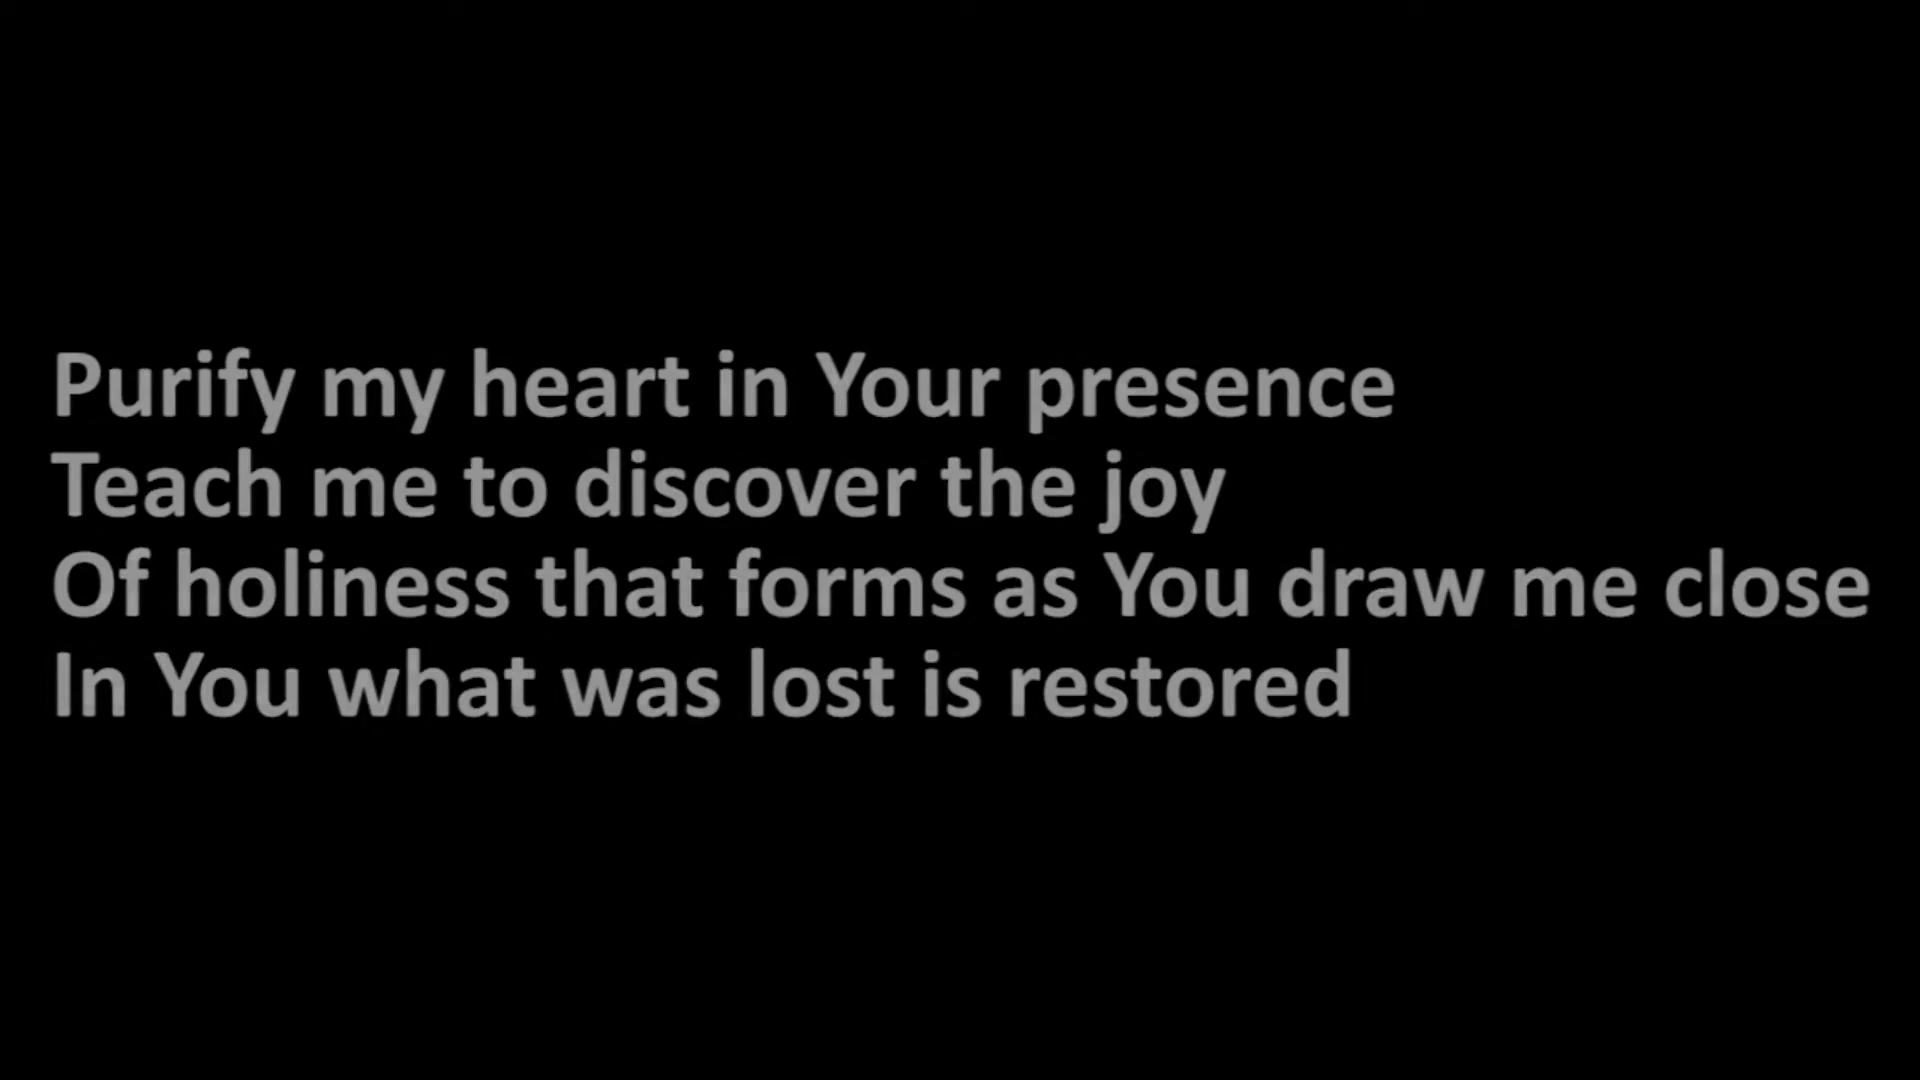 Purify my heart in Your presence
Teach me to discover the joy
Of holiness that forms as You draw me close
In You what was lost is restored